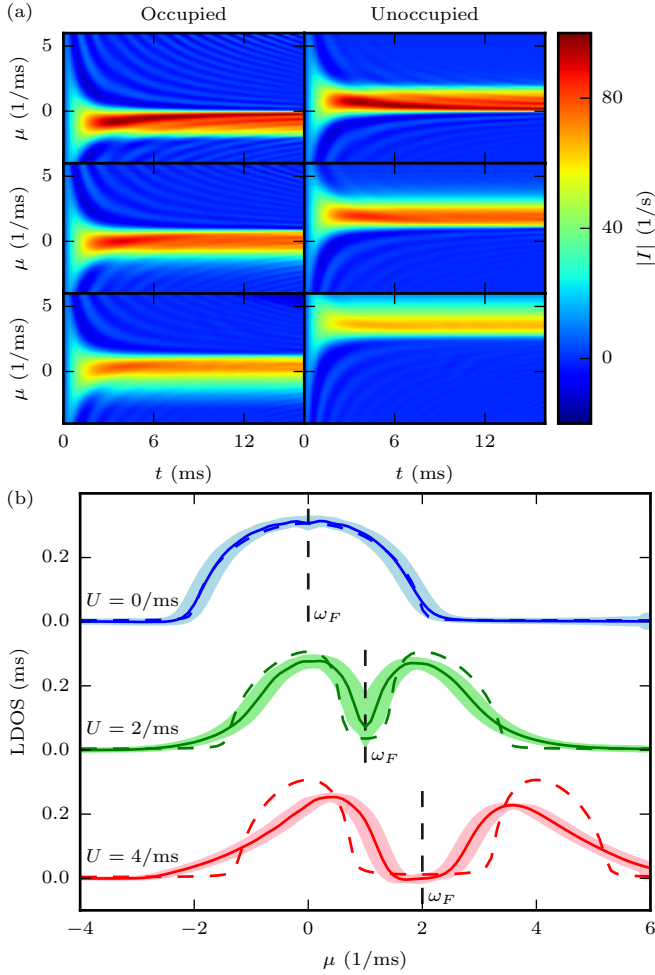 (a)
Occupied
Unoccupied
5
0
μ (1/ms)
5
0
μ (1/ms)
5
0
μ (1/ms)
0
6
12
0
6
12
t (ms)
t (ms)
80
40
0
|I| (1/s)
(b)
0.2
0.0
U = 0/ms
ω_F
0.2
0.0
U = 2/ms
ω_F
0.2
0.0
U = 4/ms
ω_F
LDOS (ms)
−4
−2
0
2
4
6
μ (1/ms)